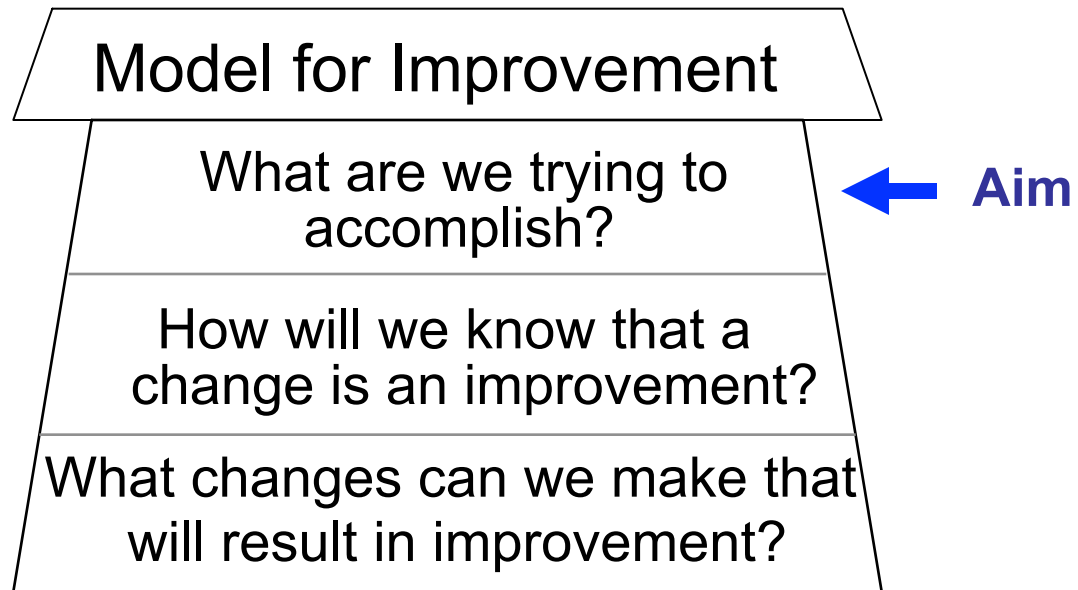 Model for Improvement
What are we trying to
accomplish?
Aim
How will we know that a
change is an improvement?
What changes can we make that
will result in improvement?